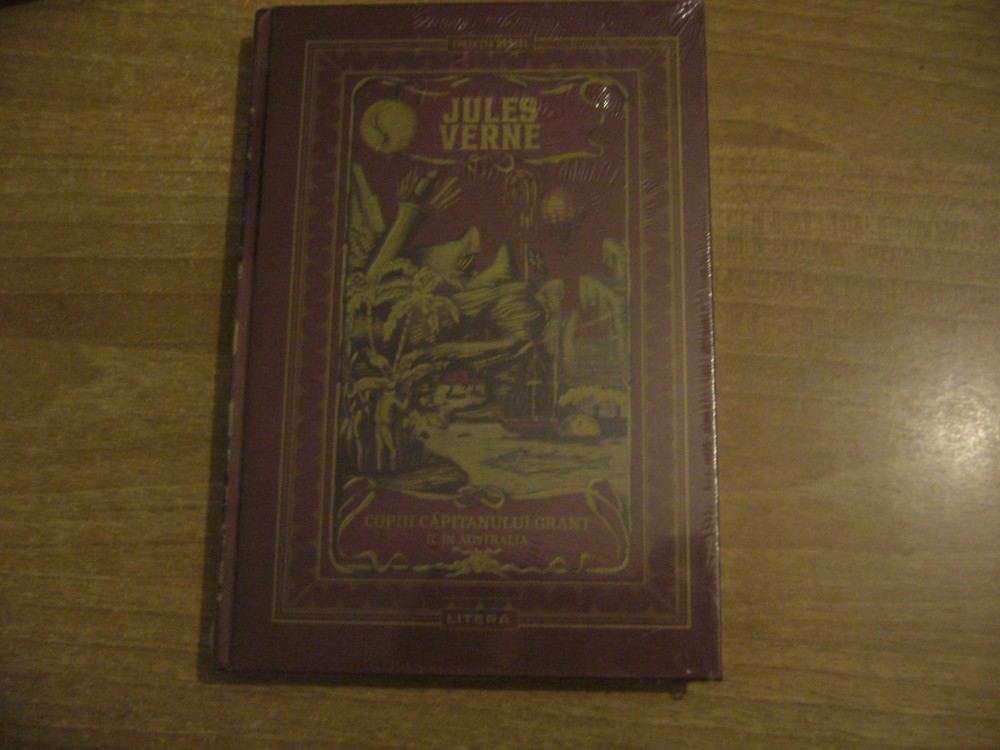 JULES
VERNE
COPIII CĂPITANULUI GRANT
II. ÎN AUSTRALIA
LITERA